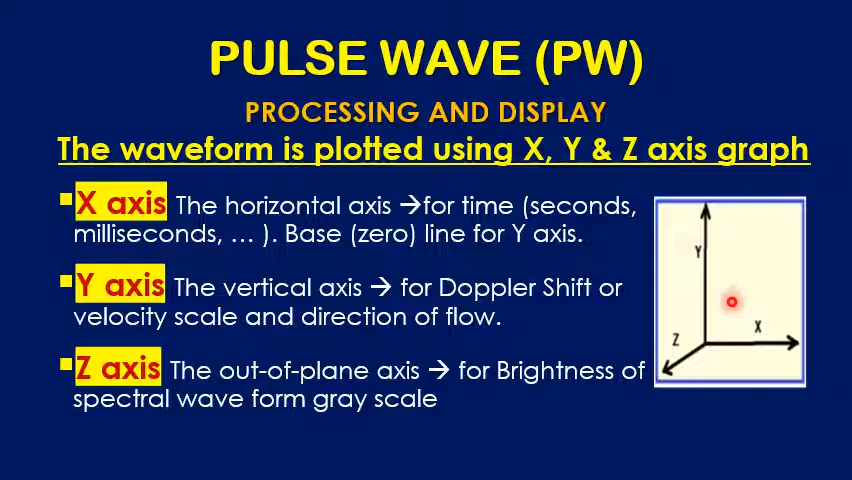 PULSE WAVE (PW)
PROCESSING AND DISPLAY
The waveform is plotted using X, Y & Z axis graph
▪X axis The horizontal axis →for time (seconds,
milliseconds, … ). Base (zero) line for Y axis.
▪Y axis The vertical axis → for Doppler Shift or
velocity scale and direction of flow.
▪Z axis The out-of-plane axis → for Brightness of
spectral wave form gray scale
Y
X
Z